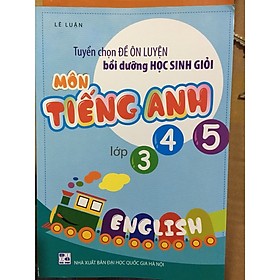 LÊ LUẬN
Tuyển chọn ĐỀ ÔN LUYỆN
bồi dưỡng HỌC SINH GIỎI
MÔN
TIẾNG ANH
lớp 3 4 5
ENGLISH
NHÀ XUẤT BẢN ĐẠI HỌC QUỐC GIA HÀ NỘI